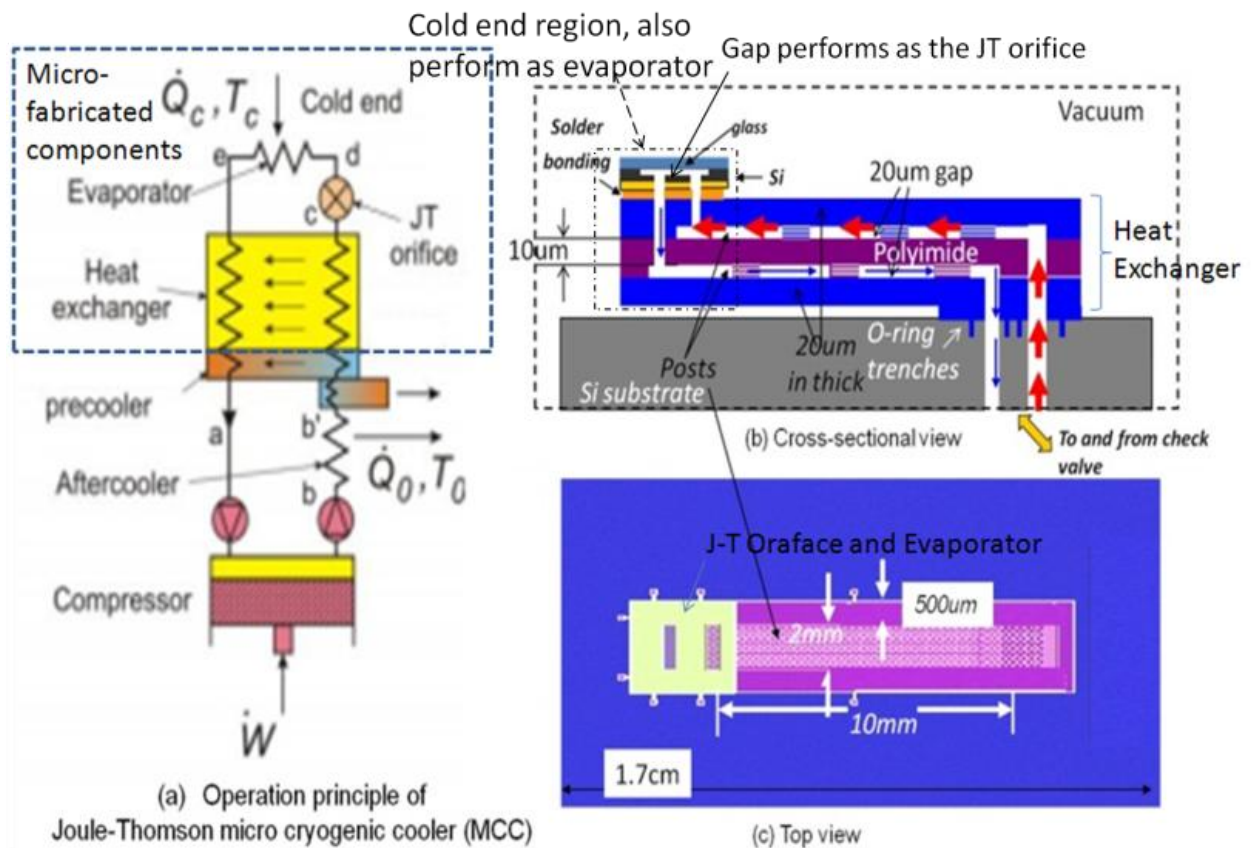 Micro-
fabricated
components
Q̇c , Tc
Cold end
e
d
Evaporator
c
JT
orifice
Heat
exchanger
precooler
a
b'
Aftercooler
Q̇0 , T0
b
Compressor
Ẇ
(a) Operation principle of
Joule-Thomson micro cryogenic cooler (MCC)
Cold end region, also
perform as evaporator
Gap performs as the JT orifice
Vacuum
Solder
bonding
glass
Si
20um gap
10um
Polyimide
Heat
Exchanger
Posts
20um
in thick
O-ring
trenches
Si substrate
(b) Cross-sectional view
To and from check
valve
J-T Oraface and Evaporator
500um
2mm
10mm
1.7cm
(c) Top view